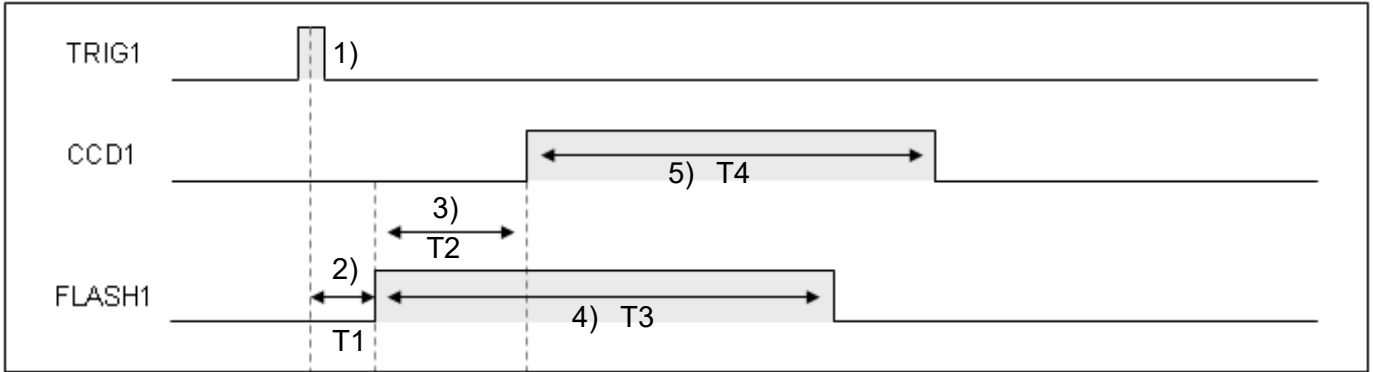 TRIG1 1)
CCD1 5) T4
3)
T2
2)
FLASH1 4) T3
T1